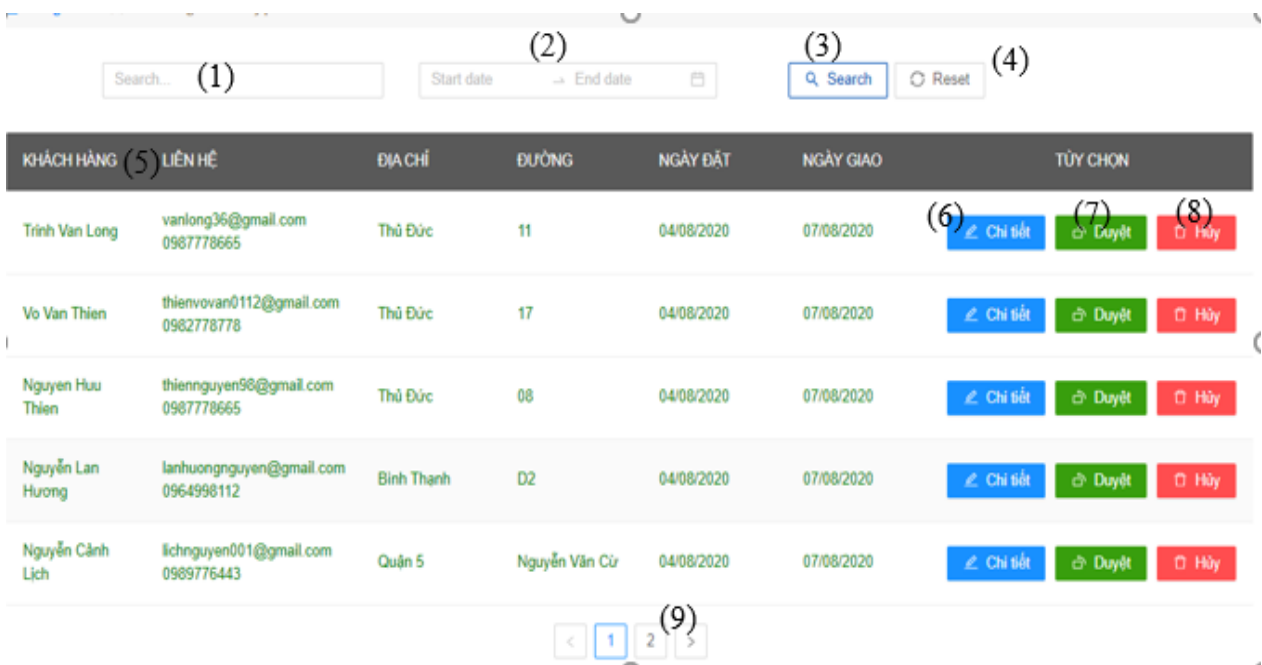 (2) (3) (4)
Search... (1) Start date → End date Search Reset
KHÁCH HÀNG (5) LIÊN HỆ ĐỊA CHỈ ĐƯỜNG NGÀY ĐẶT NGÀY GIAO TÙY CHỌN
(6) (7) (8)
Trinh Van Long vanlong36@gmail.com Thủ Đức 11 04/08/2020 07/08/2020 Chi tiết Duyệt Hủy
0987778665
Vo Van Thien thienvovan0112@gmail.com Thủ Đức 17 04/08/2020 07/08/2020 Chi tiết Duyệt Hủy
0982778778
Nguyen Huu thiennguyen98@gmail.com Thủ Đức 08 04/08/2020 07/08/2020 Chi tiết Duyệt Hủy
Thien 0987778665
Nguyễn Lan lanhuongnguyen@gmail.com Bình Thạnh D2 04/08/2020 07/08/2020 Chi tiết Duyệt Hủy
Hương 0964998112
Nguyễn Cảnh lichnguyen001@gmail.com Quận 5 Nguyễn Văn Cừ 04/08/2020 07/08/2020 Chi tiết Duyệt Hủy
Lịch 0989776443
(9)
< 1 2 >